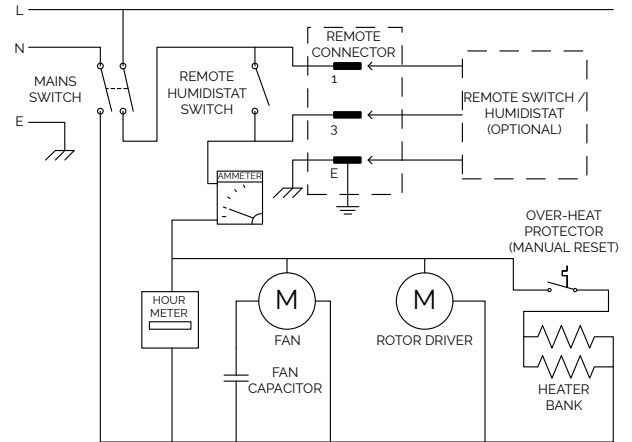 L
N
E
MAINS
SWITCH
REMOTE
HUMIDISTAT
SWITCH
REMOTE
CONNECTOR
1
3
E
REMOTE SWITCH /
HUMIDISTAT
(OPTIONAL)
AMMETER
OVER-HEAT
PROTECTOR
(MANUAL RESET)
HOUR
METER
M
FAN
M
ROTOR DRIVER
FAN
CAPACITOR
HEATER
BANK